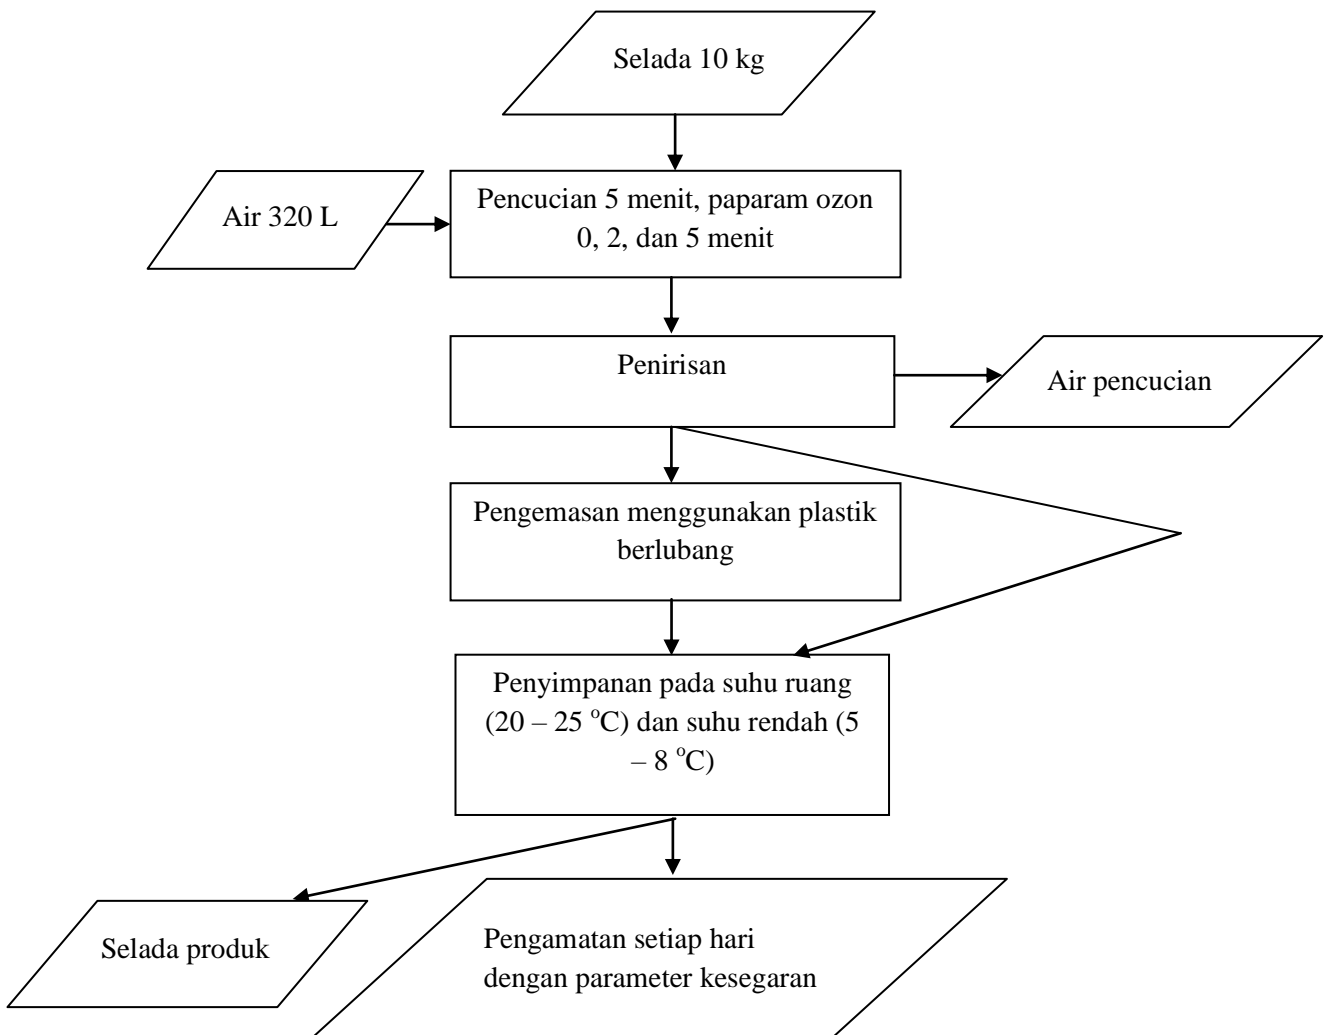 Selada 10 kg
Air 320 L
Pencucian 5 menit, paparam ozon
0, 2, dan 5 menit
Penirisan
Air pencucian
Pengemasan menggunakan plastik
berlubang
Penyimpanan pada suhu ruang
(20 – 25 °C) dan suhu rendah (5
– 8 °C)
Selada produk
Pengamatan setiap hari
dengan parameter kesegaran